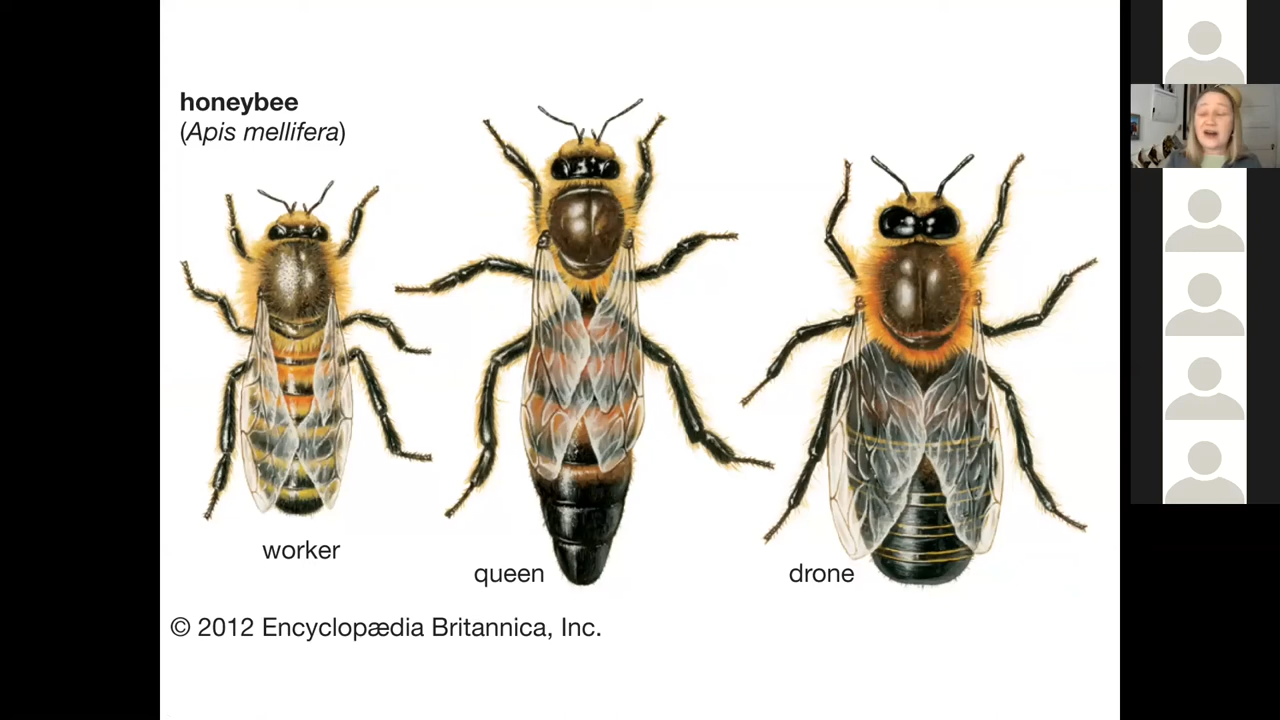 honeybee
(Apis mellifera)
worker
queen
drone
© 2012 Encyclopædia Britannica, Inc.